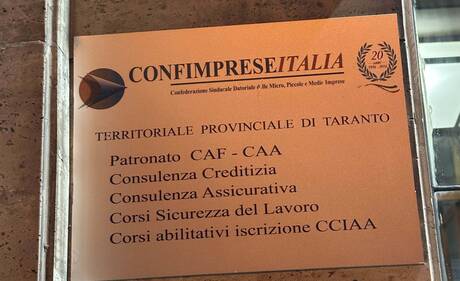 CONFIMPRESEITALIA
Confederazione Sindacale Datoriale delle Micro, Piccole e Medie Imprese
20
TERRITORIALE PROVINCIALE DI TARANTO
Patronato CAF - CAA
Consulenza Creditizia
Consulenza Assicurativa
Corsi Sicurezza del Lavoro
Corsi abilitativi iscrizione CCIAA